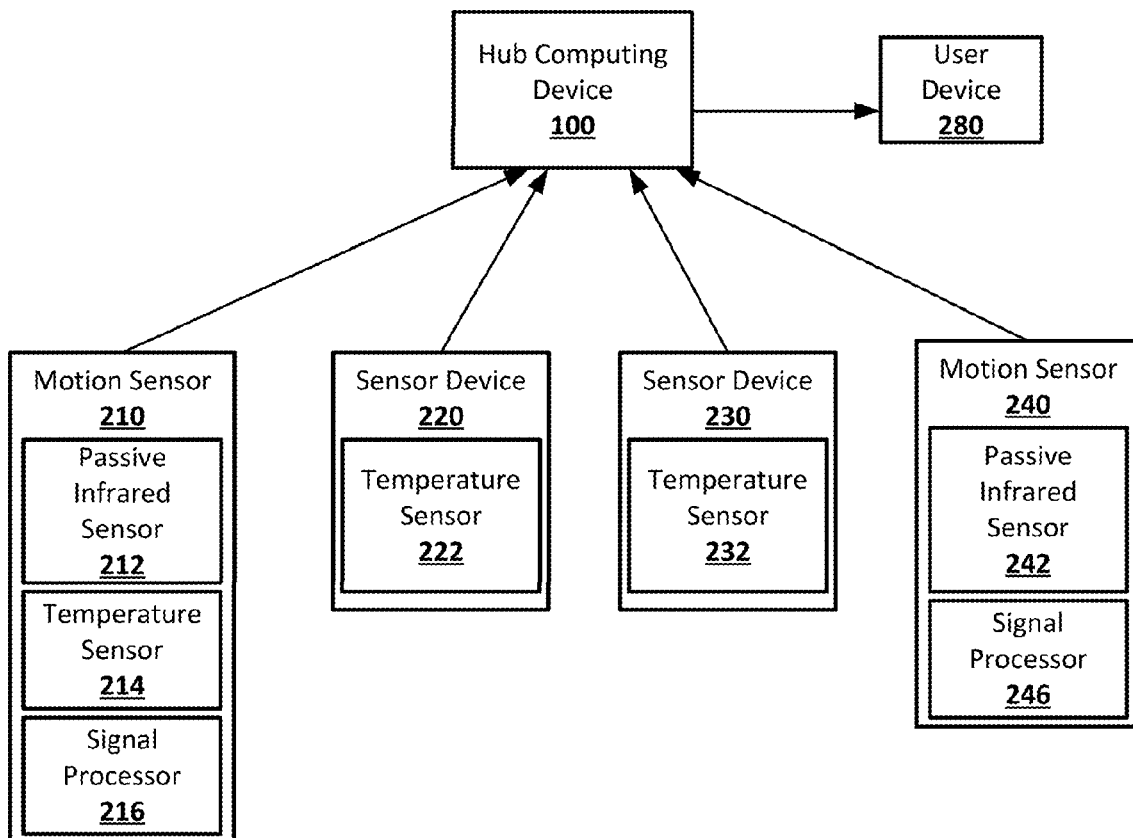 Hub Computing
Device
100
User
Device
280
Motion Sensor
210
Passive
Infrared
Sensor
212
Temperature
Sensor
214
Signal
Processor
216
Sensor Device
220
Temperature
Sensor
222
Sensor Device
230
Temperature
Sensor
232
Motion Sensor
240
Passive
Infrared
Sensor
242
Signal
Processor
246